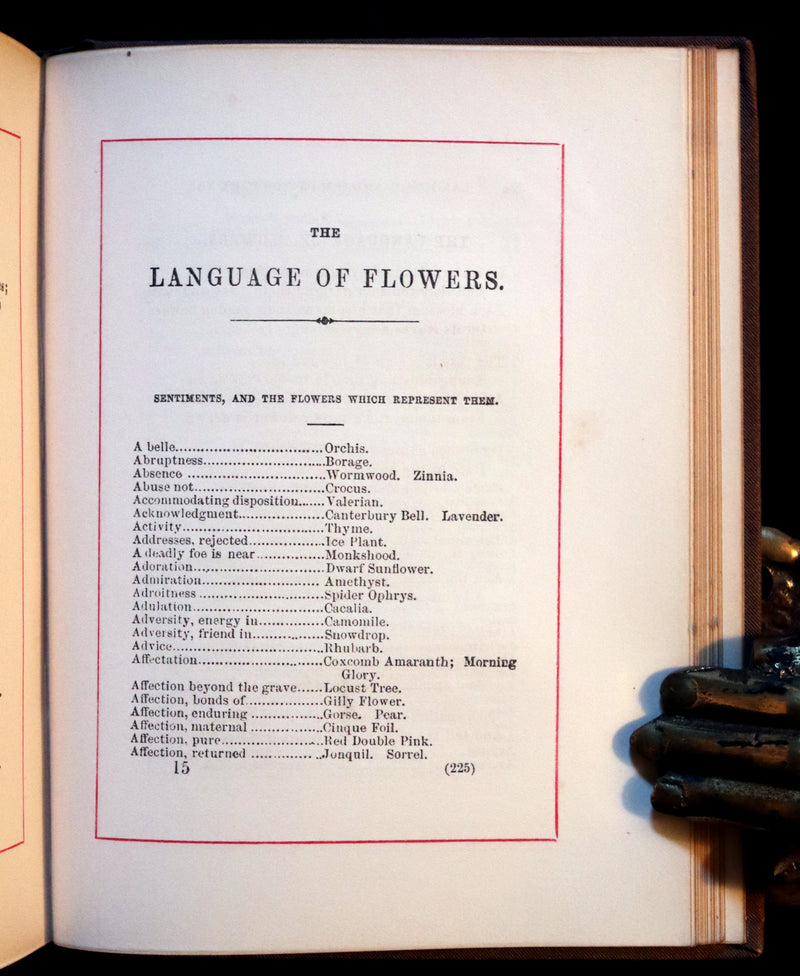 THE
LANGUAGE OF FLOWERS.
SENTIMENTS, AND THE FLOWERS WHICH REPRESENT THEM.
A belle..................................Orchis.
Abruptness.............................Borage.
Absence ................................Wormwood. Zinnia.
Abuse not...............................Crocus.
Accommodating disposition.......Valerian.
Acknowledgment....................Canterbury Bell. Lavender.
Activity..................................Thyme.
Addresses, rejected..................Ice Plant.
A deadly foe is near................Monkshood.
Adoration...............................Dwarf Sunflower.
Admiration............................ Amethyst.
Adroitness ..............................Spider Ophrys.
Adulation...............................Cacalia.
Adversity, energy in................Camomile.
Adversity, friend in.................Snowdrop.
Advice....................................Rhubarb.
Affectation..............................Coxcomb Amaranth; Morning
Glory.
Affection beyond the grave......Locust Tree.
Affection, bonds of..................Gilly Flower.
Affection, enduring .................Gorse. Pear.
Affection, maternal .................Cinque Foil.
Affection, pure........................Red Double Pink.
Affection, returned .................Jonquil. Sorrel.
15 (225)